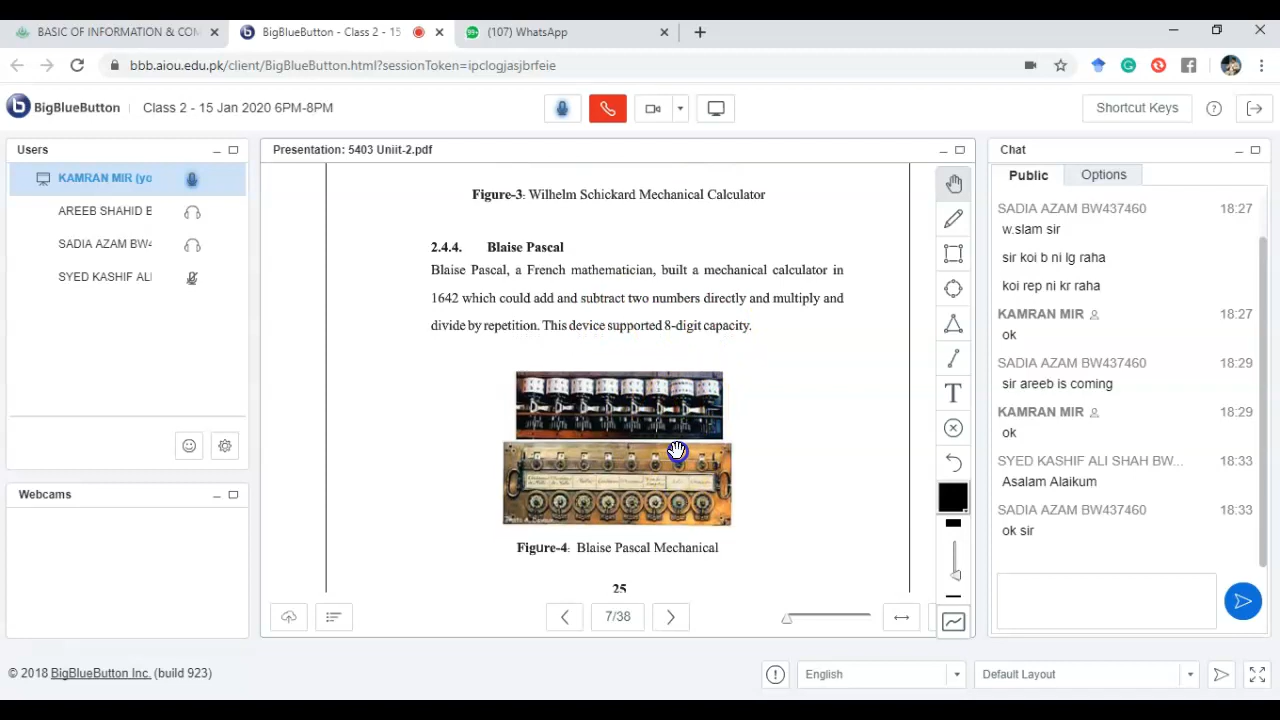 BASIC OF INFORMATION & COM
BigBlueButton - Class 2 - 15
99+
(107) WhatsApp
bbb.aiou.edu.pk/client/BigBlueButton.html?sessionToken=ipclogjasjbrfeie
BigBlueButton
Class 2 - 15 Jan 2020 6PM-8PM
Shortcut Keys
Users
KAMRAN MIR (yo
AREEB SHAHID B
SADIA AZAM BW4
SYED KASHIF ALI
Webcams
Presentation: 5403 Uniit-2.pdf
Figure-3: Wilhelm Schickard Mechanical Calculator
2.4.4. Blaise Pascal
Blaise Pascal, a French mathematician, built a mechanical calculator in
1642 which could add and subtract two numbers directly and multiply and
divide by repetition. This device supported 8-digit capacity.
Figure-4: Blaise Pascal Mechanical
25
7/38
T
Chat
Public
Options
SADIA AZAM BW437460 18:27
w.slam sir
sir koi b ni lg raha
koi rep ni kr raha
KAMRAN MIR 18:27
ok
SADIA AZAM BW437460 18:29
sir areeb is coming
KAMRAN MIR 18:29
ok
SYED KASHIF ALI SHAH BW... 18:33
Asalam Alaikum
SADIA AZAM BW437460 18:33
ok sir
© 2018 BigBlueButton Inc. (build 923)
English
Default Layout